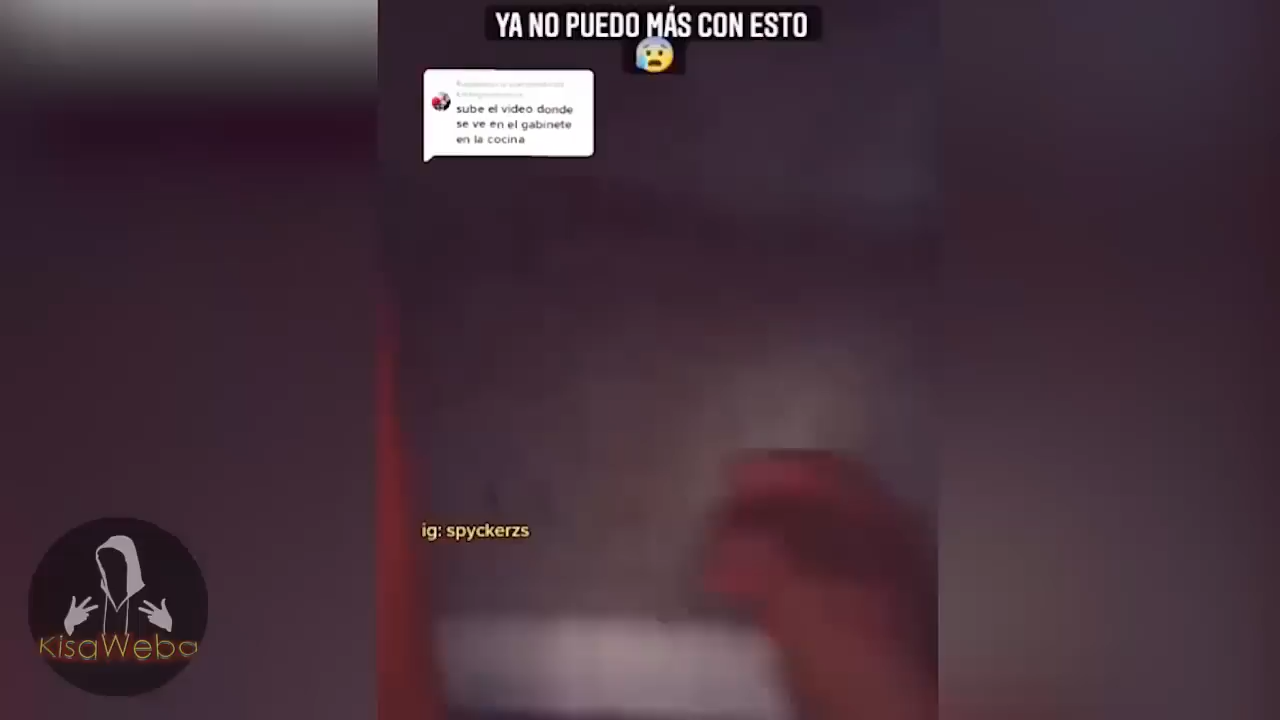 YA NO PUEDO MÁS CON ESTO
sube el video donde
se ve en el gabinete
en la cocina
ig: spyckerzs
KisaWeba